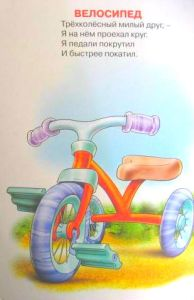 ВЕЛОСИПЕД
Трёхколёсный милый друг, –
Я на нём проехал круг.
Я педали покрутил
И быстрее покатил.